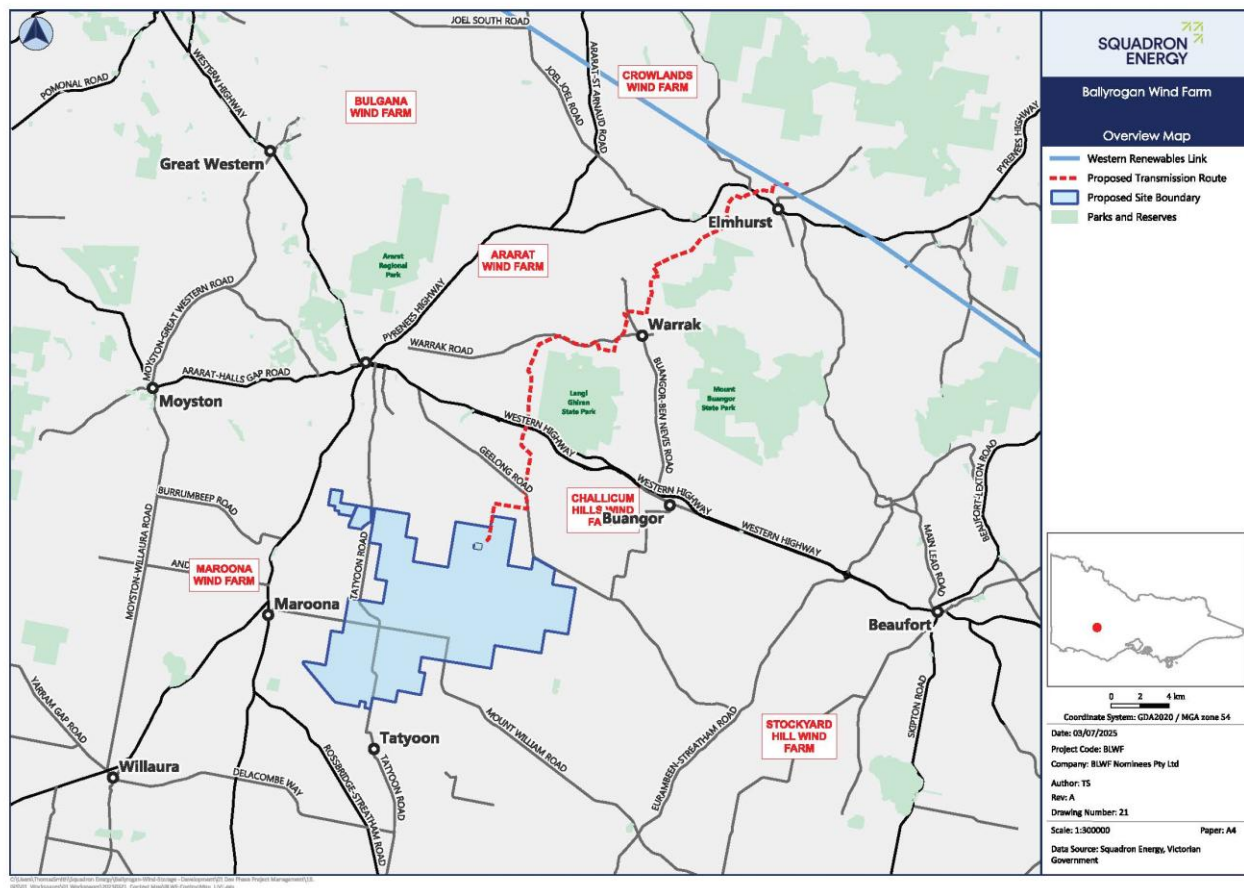 JOEL SOUTH ROAD
POMONAL ROAD
WESTERN HIGHWAY
BULGANA
WIND FARM
JOEL JOEL ROAD
ARARAT-ST ARNAUD ROAD
CROWLANDS
WIND FARM
PYRENEES HIGHWAY
Great Western
Elmhurst
MOYSTON-GREAT WESTERN ROAD
Ararat
Regional
Park
ARARAT
WIND FARM
PYRENEES HIGHWAY
WARRAK ROAD
Warrak
ARARAT-HALLS GAP ROAD
Moyston
Langi
Ghiran
State Park
BUANGOR-BEN NEVIS ROAD
Mount
Buangor
State Park
WESTERN HIGHWAY
GEELONG ROAD
BURRUMBEEP ROAD
MOYSTON-WILLAURA ROAD
CHALLICUM
HILLS WIND
FA
Buangor
WESTERN HIGHWAY
WESTERN HIGHWAY
MAIN LEAD ROAD
BEAUFORT-LEXTON ROAD
AND
MAROONA
WIND FARM
TATYOON ROAD
Maroona
Beaufort
YARRAM GAP ROAD
Willaura
DELACOMBE WAY
ROSSBRIDGE-STREATHAM ROAD
Tatyoon
TATYOON ROAD
MOUNT WILLIAM ROAD
EURAMBEEN-STREATHAM ROAD
STOCKYARD
HILL WIND
FARM
SKIPTON ROAD
SQUADRON
ENERGY
Ballyrogan Wind Farm
Overview Map
Western Renewables Link
Proposed Transmission Route
Proposed Site Boundary
Parks and Reserves
0 2 4 km
Coordinate System: GDA2020 / MGA zone 54
Date: 03/07/2025
Project Code: BLWF
Company: BLWF Nominees Pty Ltd
Author: TS
Rev: A
Drawing Number: 21
Scale: 1:300000 Paper: A4
Data Source: Squadron Energy, Victorian
Government